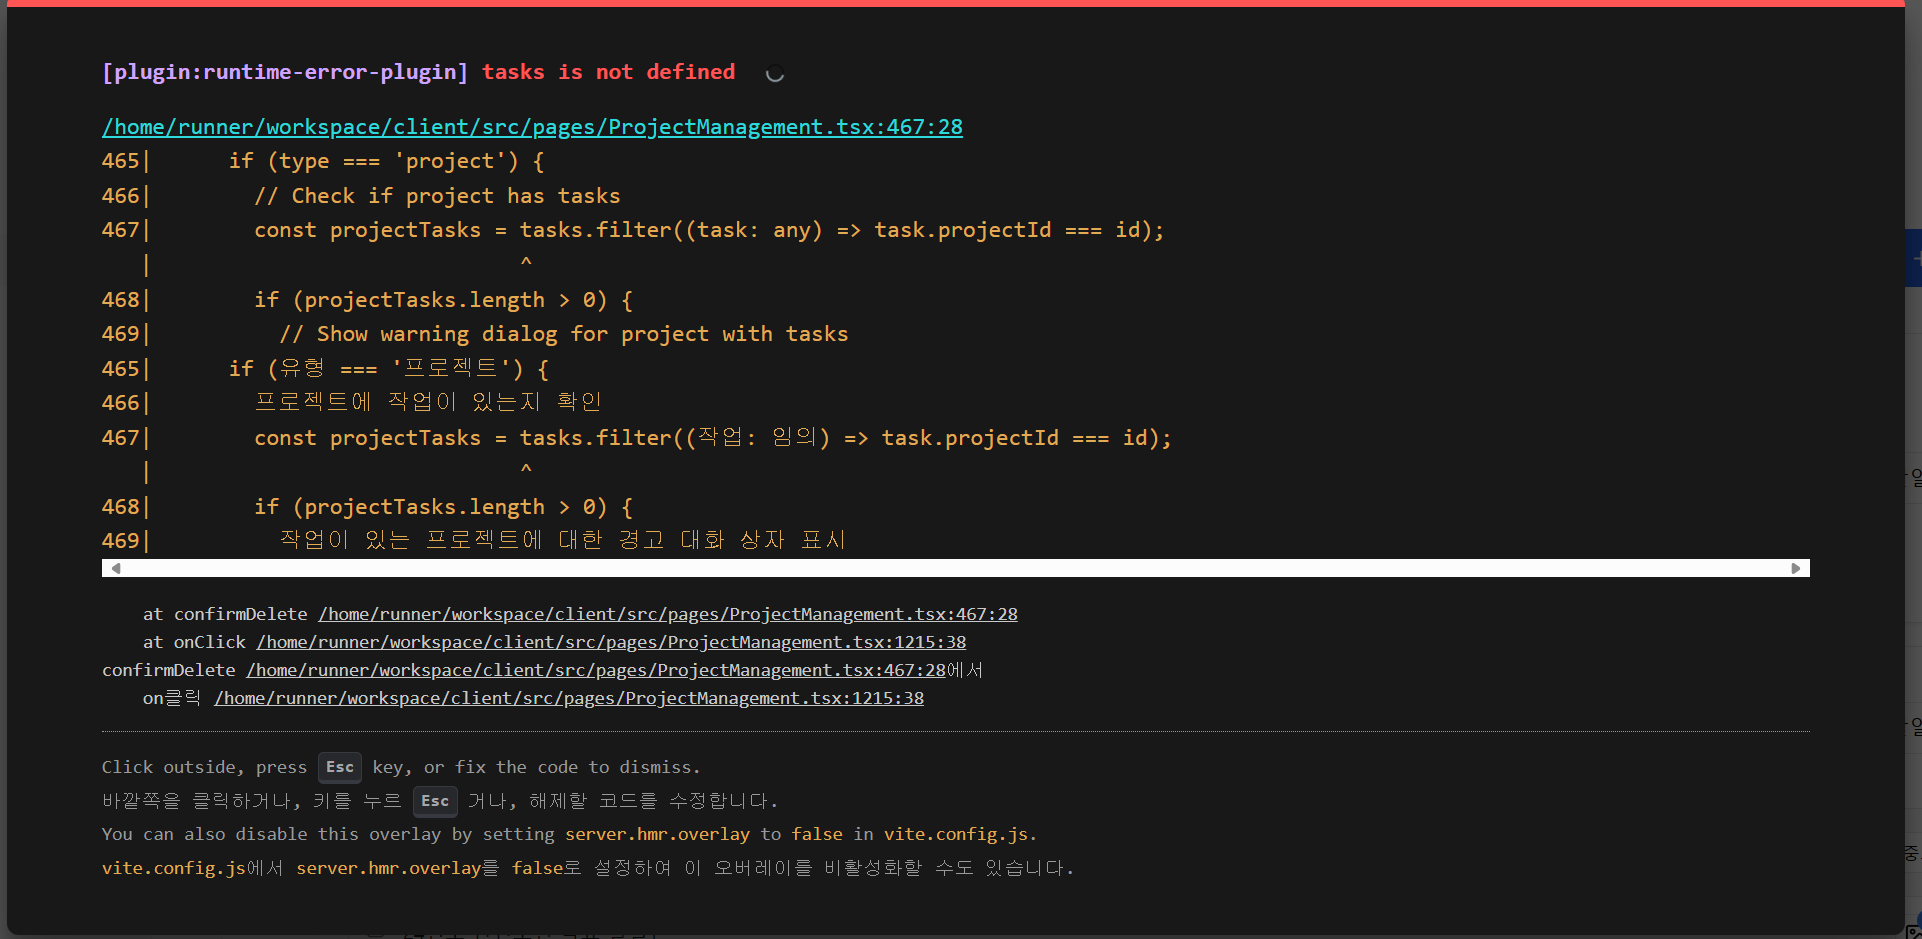 [plugin:runtime-error-plugin] tasks is not defined
/home/runner/workspace/client/src/pages/ProjectManagement.tsx:467:28
465|      if (type === 'project') {
466|        // Check if project has tasks
467|        const projectTasks = tasks.filter((task: any) => task.projectId === id);
   |                             ^
468|        if (projectTasks.length > 0) {
469|          // Show warning dialog for project with tasks
465|      if (유형 === '프로젝트') {
466|        프로젝트에 작업이 있는지 확인
467|        const projectTasks = tasks.filter((작업: 임의) => task.projectId === id);
   |                             ^
468|        if (projectTasks.length > 0) {
469|          작업이 있는 프로젝트에 대한 경고 대화 상자 표시
at confirmDelete /home/runner/workspace/client/src/pages/ProjectManagement.tsx:467:28
at onClick /home/runner/workspace/client/src/pages/ProjectManagement.tsx:1215:38
confirmDelete /home/runner/workspace/client/src/pages/ProjectManagement.tsx:467:28에서
on클릭 /home/runner/workspace/client/src/pages/ProjectManagement.tsx:1215:38
Click outside, press Esc key, or fix the code to dismiss.
바깥쪽을 클릭하거나, 키를 누르 Esc 거나, 해제할 코드를 수정합니다.
You can also disable this overlay by setting server.hmr.overlay to false in vite.config.js.
vite.config.js에서 server.hmr.overlay를 false로 설정하여 이 오버레이를 비활성화할 수도 있습니다.